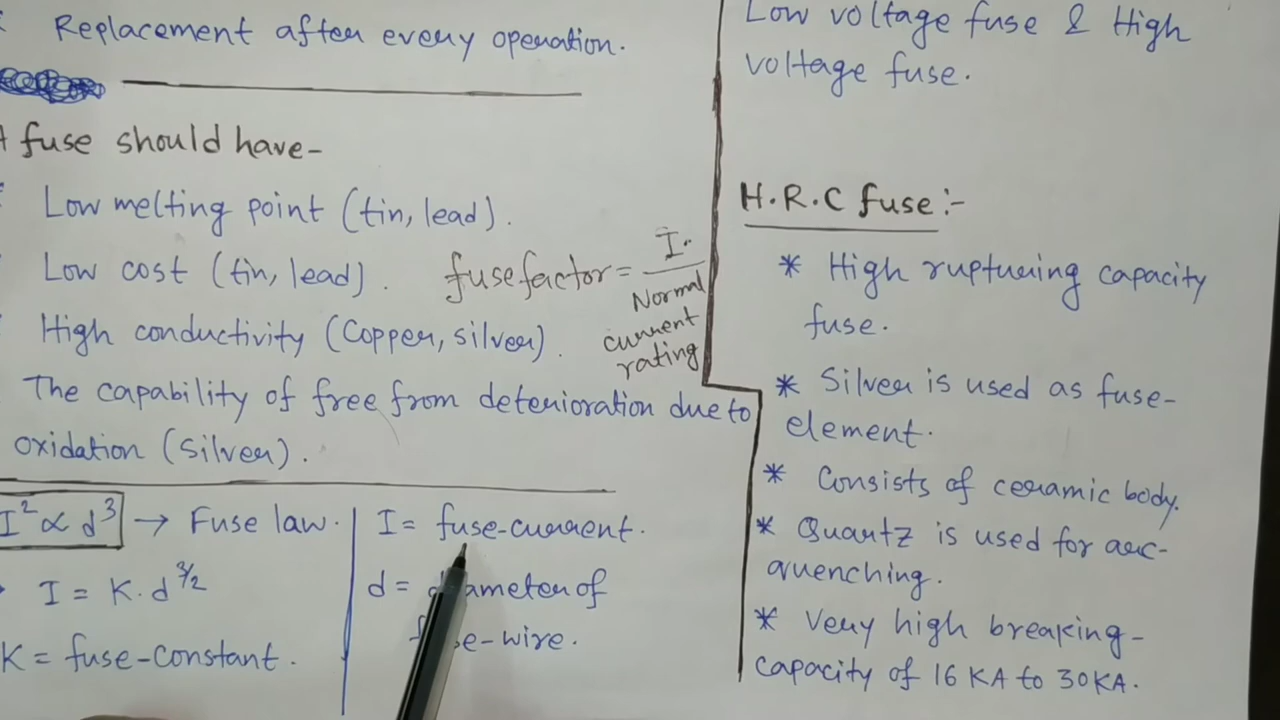 Replacement after every operation.
A fuse should have-
Low melting point (tin, lead).
Low cost (tin, lead).
fuse factor = I / Normal
current
rating
High conductivity (Copper, silver).
The capability of free from deterioration due to
oxidation (silver).
I² ∝ d³ → Fuse law.
I = K. d^3/2
K = fuse-constant.
I = fuse-current.
d = diameter of
fuse-wire.
Low voltage fuse & High
voltage fuse.
H.R.C fuse:-
* High rupturing capacity
fuse.
* Silver is used as fuse-
element.
* Consists of ceramic body.
* Quartz is used for arc-
quenching.
* Very high breaking-
capacity of 16 KA to 30 KA.